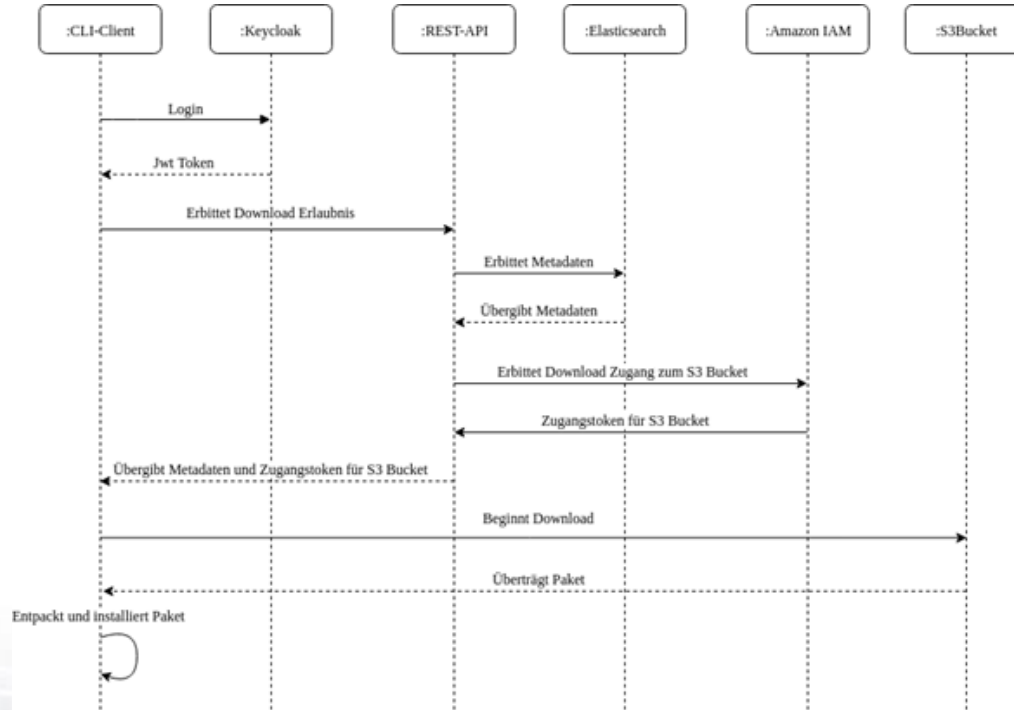 :CLI-Client
:Keycloak
:REST-API
:Elasticsearch
:Amazon IAM
:S3Bucket
Login
Jwt Token
Erbittet Download Erlaubnis
Erbittet Metadaten
Übergibt Metadaten
Erbittet Download Zugang zum S3 Bucket
Zugangstoken für S3 Bucket
Übergibt Metadaten und Zugangstoken für S3 Bucket
Beginnt Download
Überträgt Paket
Entpackt und installiert Paket